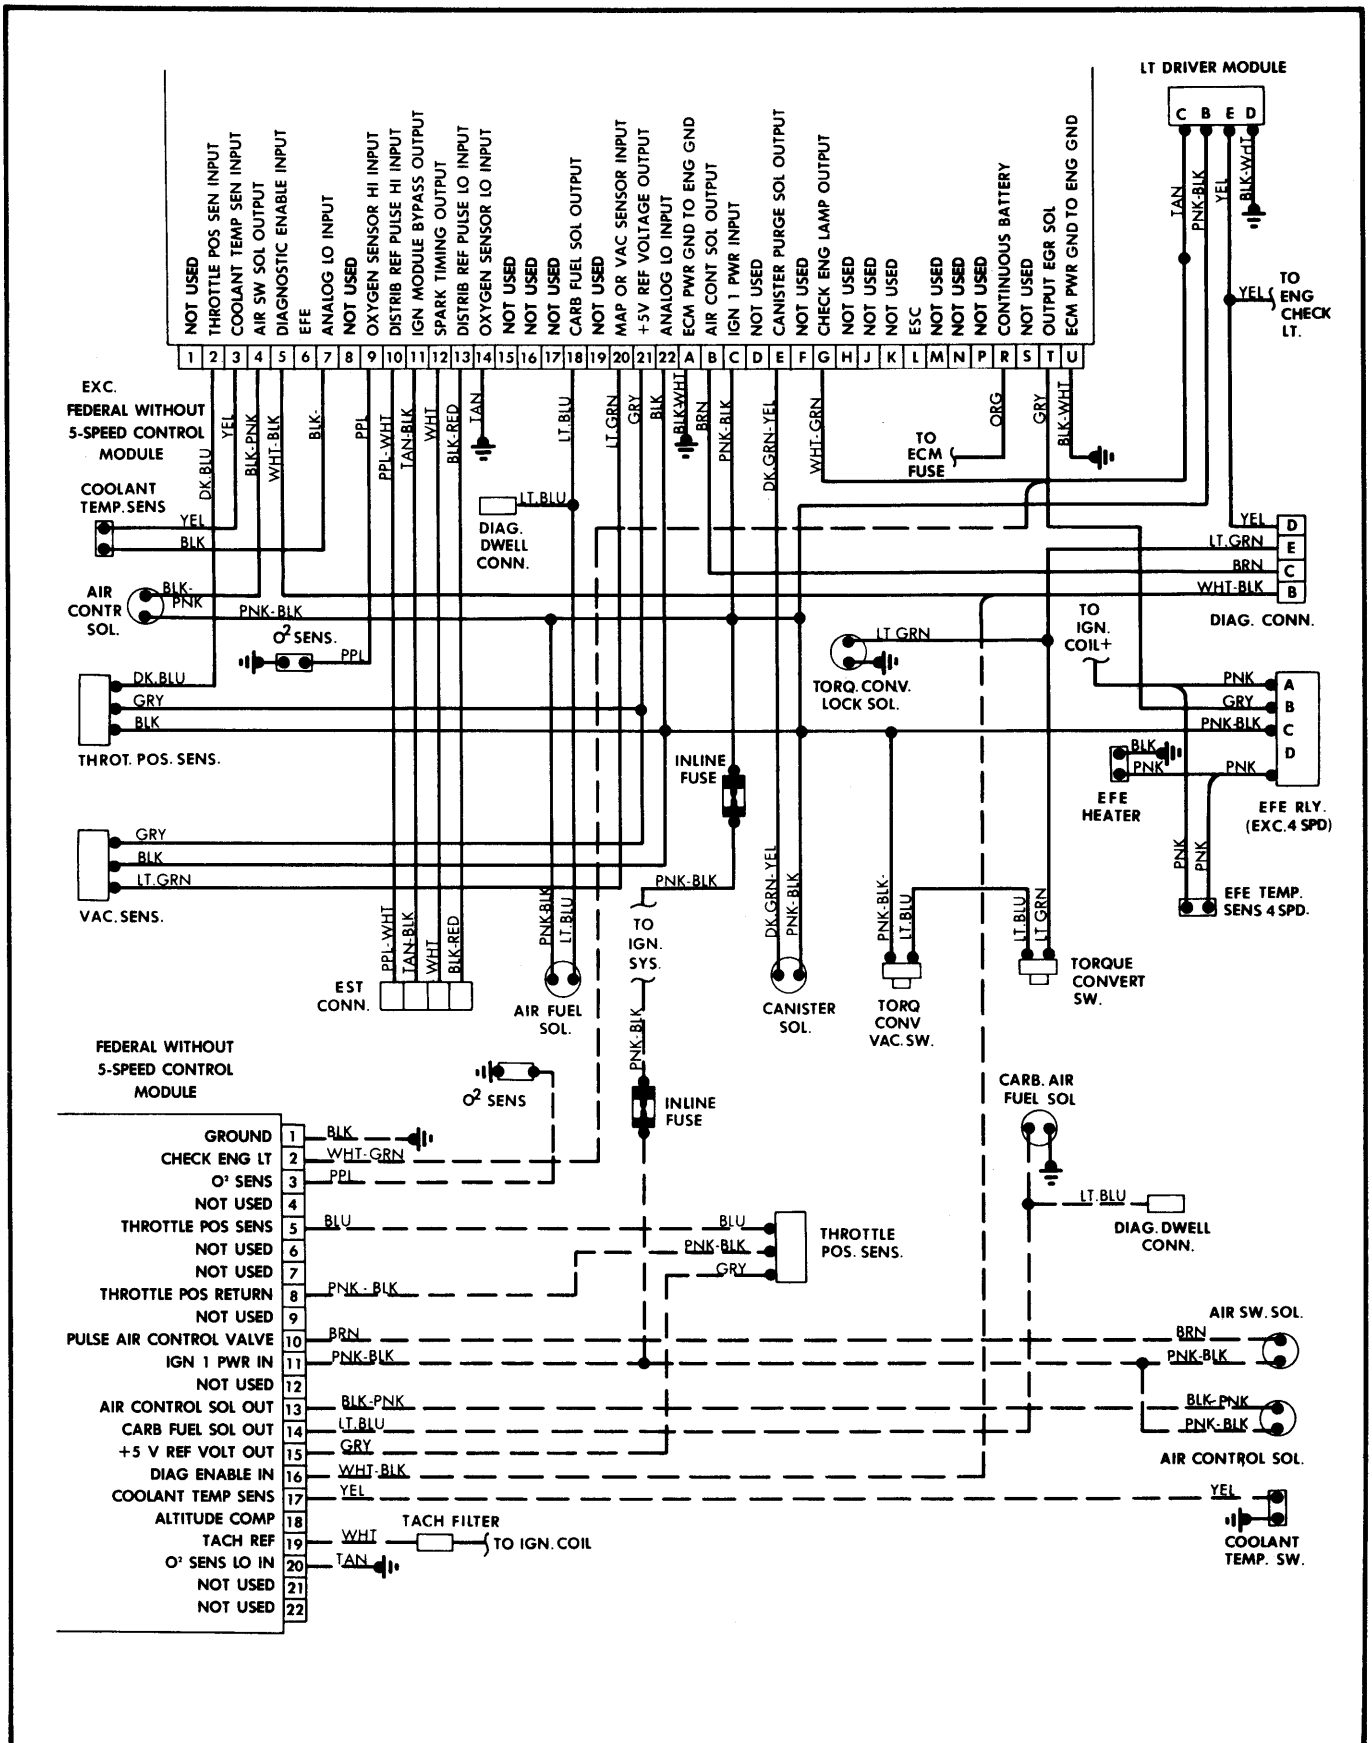 LT DRIVER MODULE
C B E D
TAN
PNK-BLK
YEL
BLK-WHT
YEL
TO
ENG
CHECK
LT.
NOT USED
THROTTLE POS SEN INPUT
COOLANT TEMP SEN INPUT
AIR SW SOL OUTPUT
DIAGNOSTIC ENABLE INPUT
EFE
ANALOG LO INPUT
NOT USED
OXYGEN SENSOR HI INPUT
DISTRIB REF PULSE HI INPUT
IGN MODULE BYPASS OUTPUT
SPARK TIMING OUTPUT
DISTRIB REF PULSE LO INPUT
OXYGEN SENSOR LO INPUT
NOT USED
NOT USED
NOT USED
CARB FUEL SOL OUTPUT
NOT USED
MAP OR VAC SENSOR INPUT
+5V REF VOLTAGE OUTPUT
ANALOG LO INPUT
ECM PWR GND TO ENG GND
AIR CONT SOL OUTPUT
IGN 1 PWR INPUT
NOT USED
CANISTER PURGE SOL OUTPUT
NOT USED
CHECK ENG LAMP OUTPUT
NOT USED
NOT USED
NOT USED
ESC
NOT USED
NOT USED
NOT USED
CONTINUOUS BATTERY
NOT USED
OUTPUT EGR SOL
ECM PWR GND TO ENG GND
1 2 3 4 5 6 7 8 9 10 11 12 13 14 15 16 17 18 19 20 21 22 A B C D E F G H J K L M N P R S T U
EXC.
FEDERAL WITHOUT
5-SPEED CONTROL
MODULE
DK.BLU
YEL
BLK-PNK
WHT-BLK
BLK-
PPL
PPL-WHT
TAN-BLK
WHT
BLK-RED
TAN
LT.BLU
LT.GRN
GRY
BLK
BLK-WHT
BRN
PNK-BLK
DK.GRN-YEL
WHT-GRN
ORG
GRY
BLK-WHT
TO
ECM
FUSE
COOLANT
TEMP. SENS
YEL
BLK
LT.BLU
DIAG.
DWELL
CONN.
YEL D
LT.GRN E
BRN C
WHT-BLK B
DIAG. CONN.
AIR
CONTR
SOL.
BLK-
PNK
PNK-BLK
O² SENS.
PPL
LT GRN
TORQ. CONV.
LOCK SOL.
TO
IGN.
COIL+
DK.BLU
GRY
BLK
THROT. POS. SENS.
PNK A
GRY B
PNK-BLK C
D
PNK
EFE RLY.
(EXC.4 SPD)
BLK
PNK
EFE
HEATER
INLINE
FUSE
PNK
PNK
EFE TEMP.
SENS 4 SPD.
GRY
BLK
LT.GRN
VAC. SENS.
PNK-BLK
TO
IGN.
SYS.
PPL-WHT
TAN-BLK
WHT
BLK-RED
EST
CONN.
PNK-BLK
LT.BLU
AIR FUEL
SOL.
DK.GRN-YEL
PNK-BLK
CANISTER
SOL.
PNK-BLK-
LT.BLU
TORQ
CONV
VAC. SW.
LT.BLU
LT GRN
TORQUE
CONVERT
SW.
PNK-BLK
INLINE
FUSE
FEDERAL WITHOUT
5-SPEED CONTROL
MODULE
O² SENS
CARB. AIR
FUEL SOL
LT.BLU
DIAG. DWELL
CONN.
GROUND 1 BLK
CHECK ENG LT 2 WHT-GRN
O² SENS 3 PPL
NOT USED 4
THROTTLE POS SENS 5 BLU
NOT USED 6
NOT USED 7
THROTTLE POS RETURN 8 PNK-BLK
NOT USED 9
PULSE AIR CONTROL VALVE 10 BRN
IGN 1 PWR IN 11 PNK-BLK
NOT USED 12
AIR CONTROL SOL OUT 13 BLK-PNK
CARB FUEL SOL OUT 14 LT.BLU
+5 V REF VOLT OUT 15 GRY
DIAG ENABLE IN 16 WHT-BLK
COOLANT TEMP SENS 17 YEL
ALTITUDE COMP 18
TACH REF 19 WHT
O² SENS LO IN 20 TAN
NOT USED 21
NOT USED 22
BLU
PNK-BLK
GRY
THROTTLE
POS. SENS.
AIR SW. SOL.
BRN
PNK-BLK
BLK-PNK
PNK-BLK
AIR CONTROL SOL.
YEL
COOLANT
TEMP. SW.
TACH FILTER
TO IGN. COIL